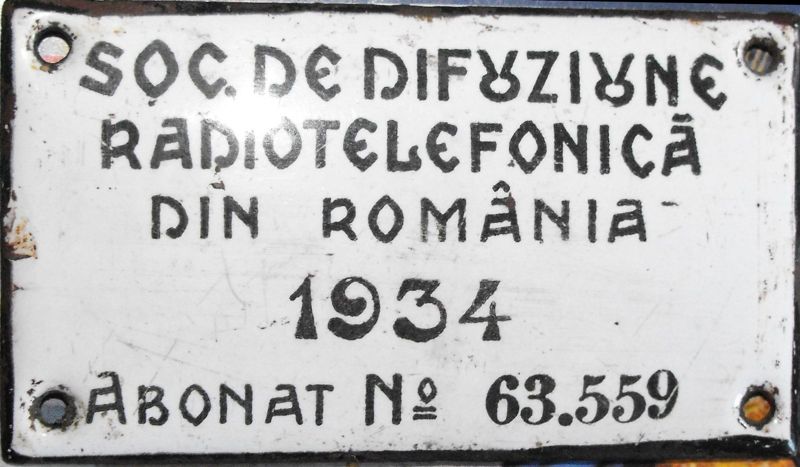 SOC. DE DIFUZIUNE
RADIOTELEFONICĂ
DIN ROMÂNIA
1934
ABONAT Nº 63.559